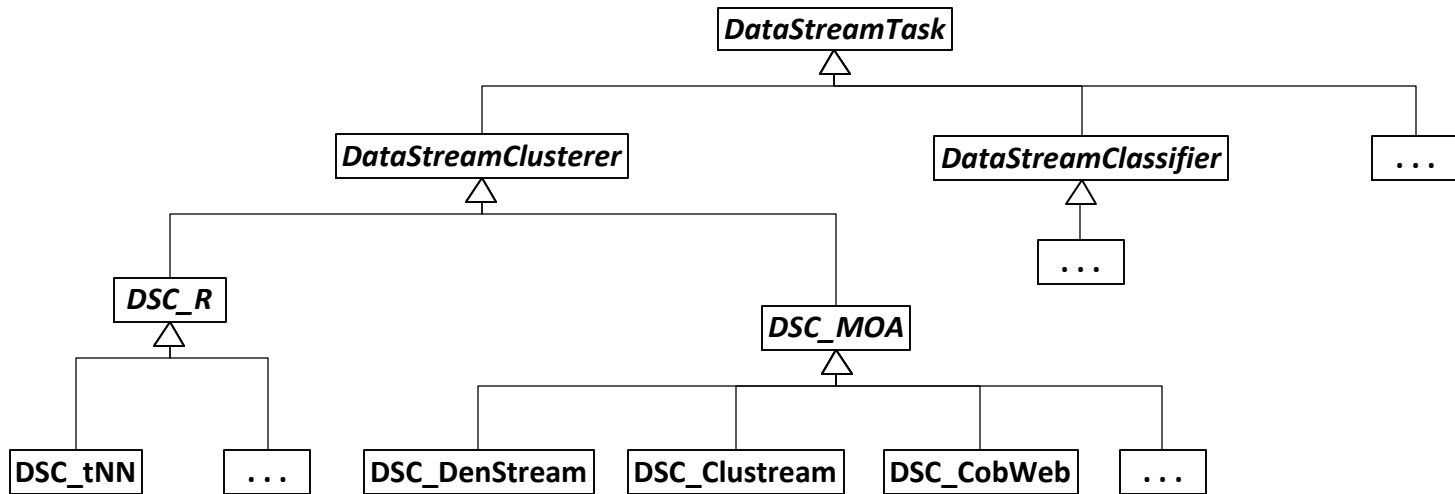 DataStreamTask
DataStreamClusterer
DataStreamClassifier
. . .
. . .
DSC_R
DSC_MOA
DSC_tNN
. . .
DSC_DenStream
DSC_Clustream
DSC_CobWeb
. . .